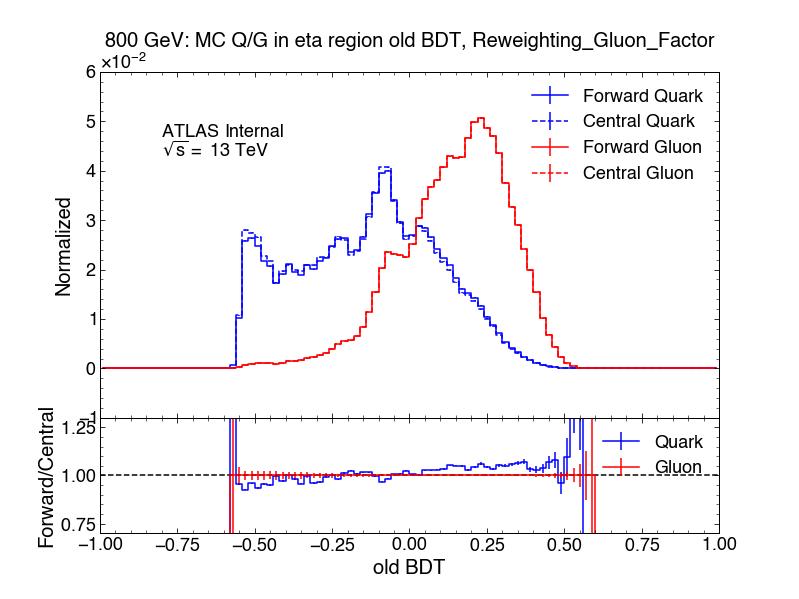 800 GeV: MC Q/G in eta region old BDT, Reweighting_Gluon_Factor
×10⁻²
6
5
4
3
2
1
0
−1
Normalized
ATLAS Internal
√s = 13 TeV
Forward Quark
Central Quark
Forward Gluon
Central Gluon
1.25
1.00
0.75
Forward/Central
Quark
Gluon
−1.00 −0.75 −0.50 −0.25 0.00 0.25 0.50 0.75 1.00
old BDT